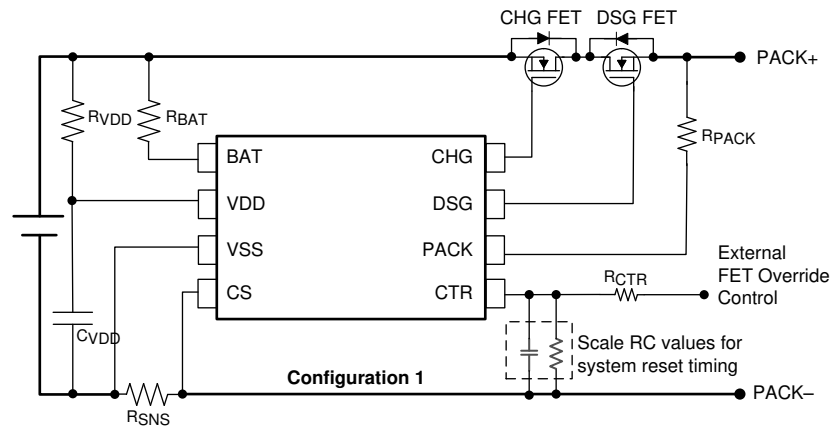 CHG FET
DSG FET
PACK+
RVDD
RBAT
RPACK
BAT
CHG
VDD
DSG
VSS
PACK
External
FET Override
Control
CS
CTR
RCTR
CVDD
Scale RC values for
system reset timing
Configuration 1
RSNS
PACK–